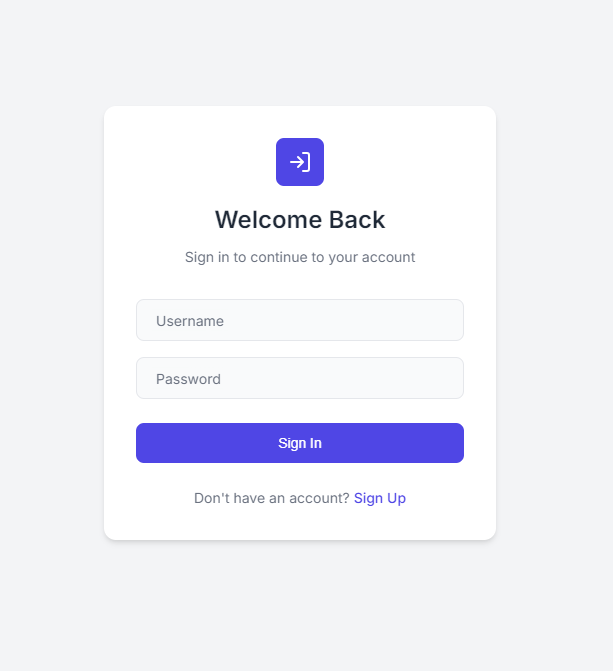 Welcome Back
Sign in to continue to your account
Username
Password
Sign In
Don't have an account? Sign Up